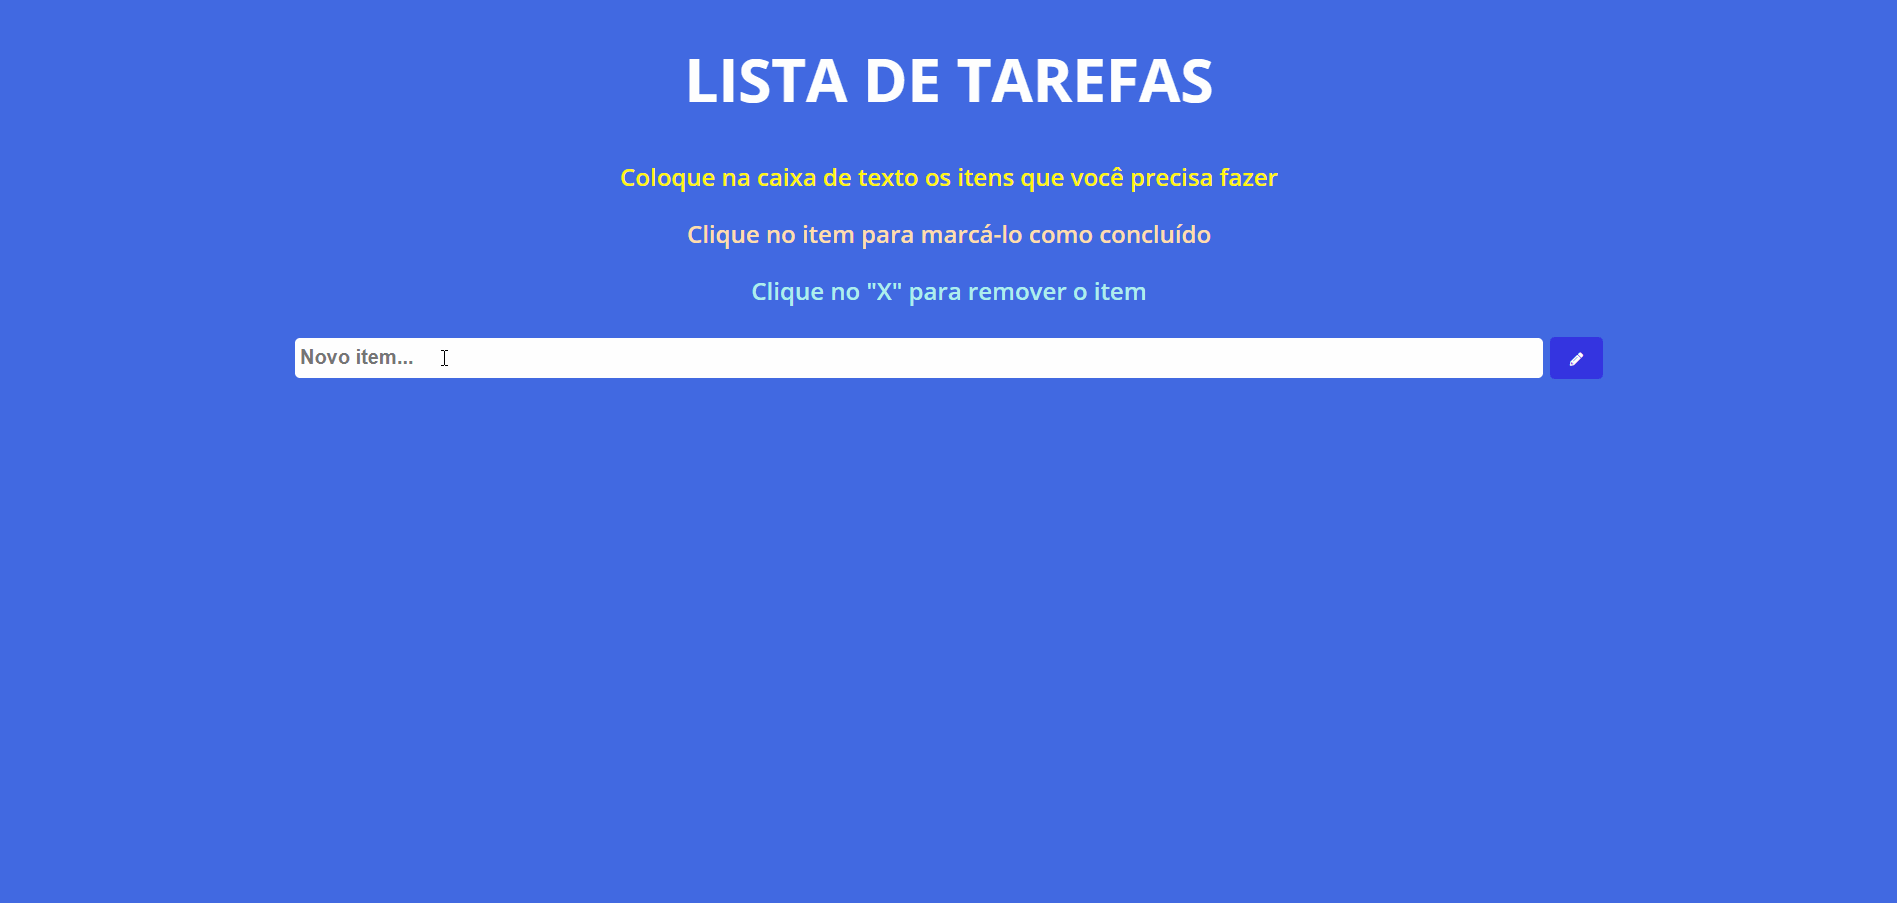 LISTA DE TAREFAS
Coloque na caixa de texto os itens que você precisa fazer
Clique no item para marcá-lo como concluído
Clique no "X" para remover o item
Novo item...